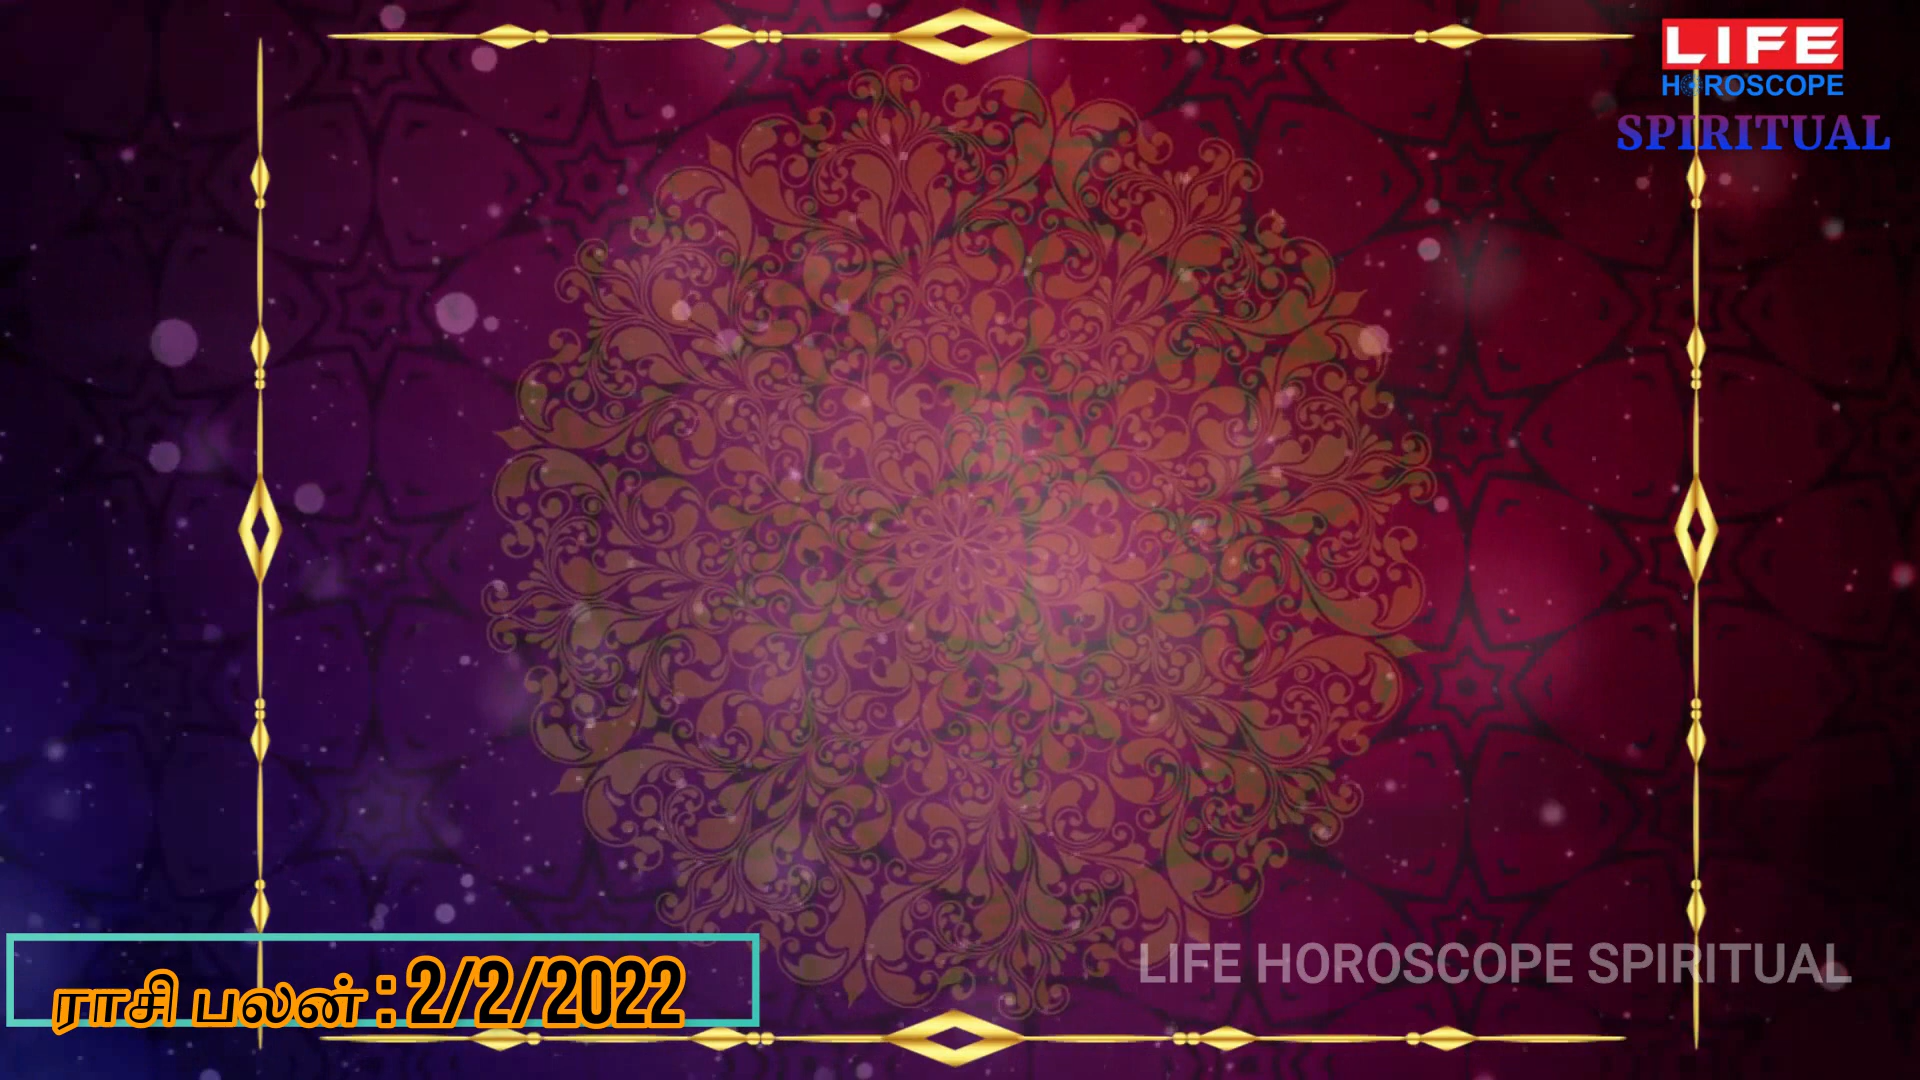 LIFE
HOROSCOPE
SPIRITUAL
LIFE HOROSCOPE SPIRITUAL
ராசி பலன் : 2/2/2022